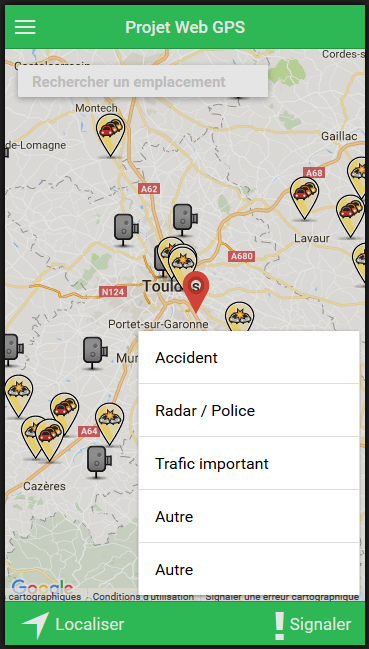 Projet Web GPS
Cordes-s
Rechercher un emplacement
Montech
de-Lomagne
Gaillac
A68
A62
Lavaur
A680
N124
Toulo s
Portet-sur-Garonne
Mur
Accident
Radar / Police
Trafic important
Autre
Autre
A64
Cazères
Google
cartographiques
Conditions d'utilisation
Signaler une erreur cartographique
Localiser
Signaler